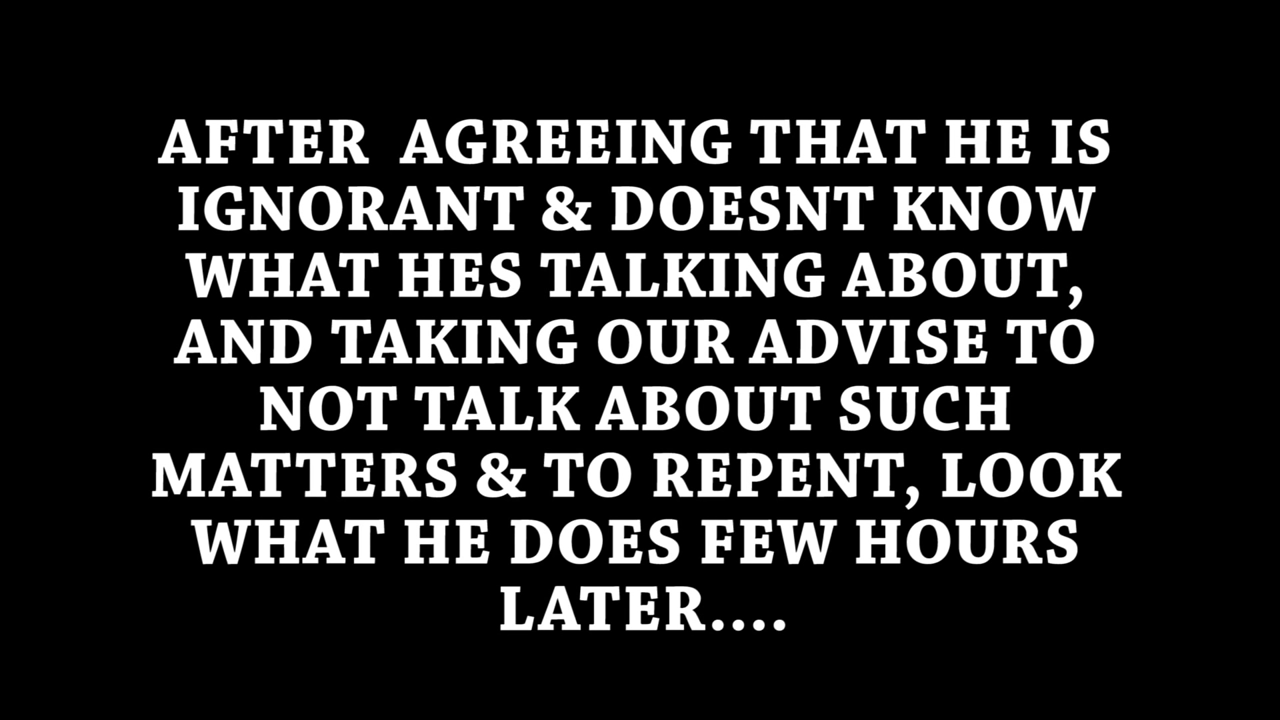 AFTER  AGREEING THAT HE IS
IGNORANT & DOESNT KNOW
WHAT HES TALKING ABOUT,
AND TAKING OUR ADVISE TO
NOT TALK ABOUT SUCH
MATTERS & TO REPENT, LOOK
WHAT HE DOES FEW HOURS
LATER....